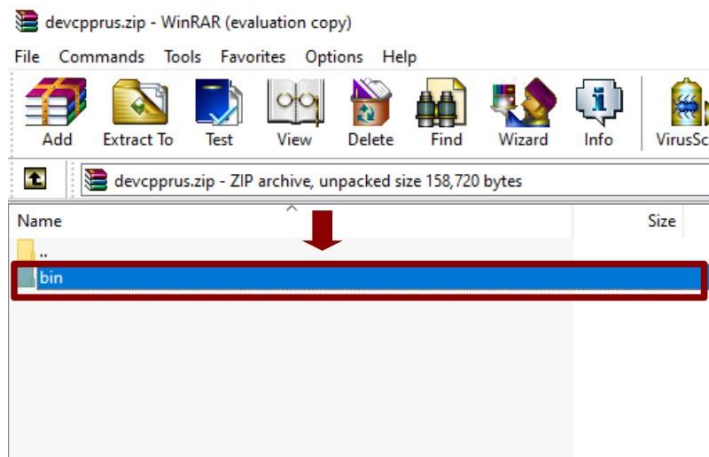 devcpprus.zip - WinRAR (evaluation copy)
File Commands Tools Favorites Options Help
Add Extract To Test View Delete Find Wizard Info VirusSc
devcpprus.zip - ZIP archive, unpacked size 158,720 bytes
Name Size
..
bin